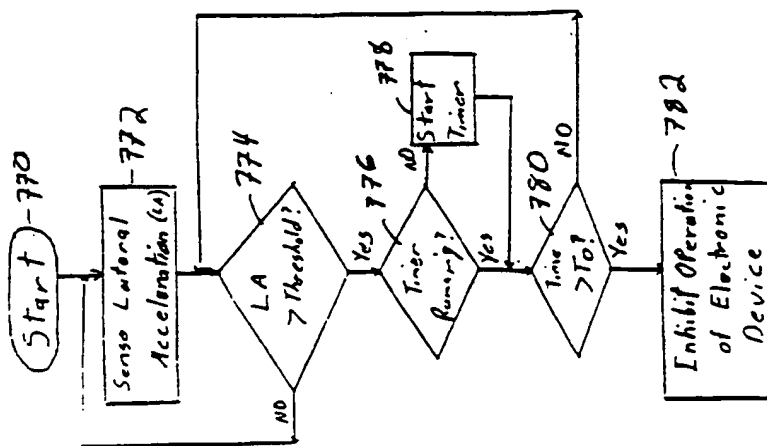 Start
770
Sense Lateral
Acceleration (LA)
772
LA
> Threshold?
774
NO
Yes
Timer
Running?
776
NO
Start
Timer
778
Yes
Time
> To?
780
NO
Yes
Inhibit Operation
of Electronic
Device
782